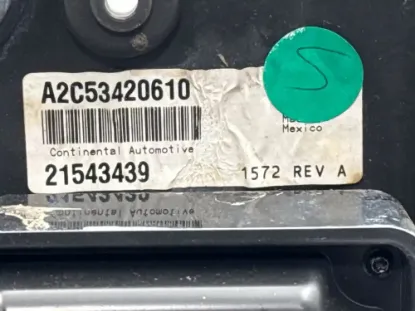 A2C53420610
S
Mexico
Continental Automotive
21543439
1572 REV A